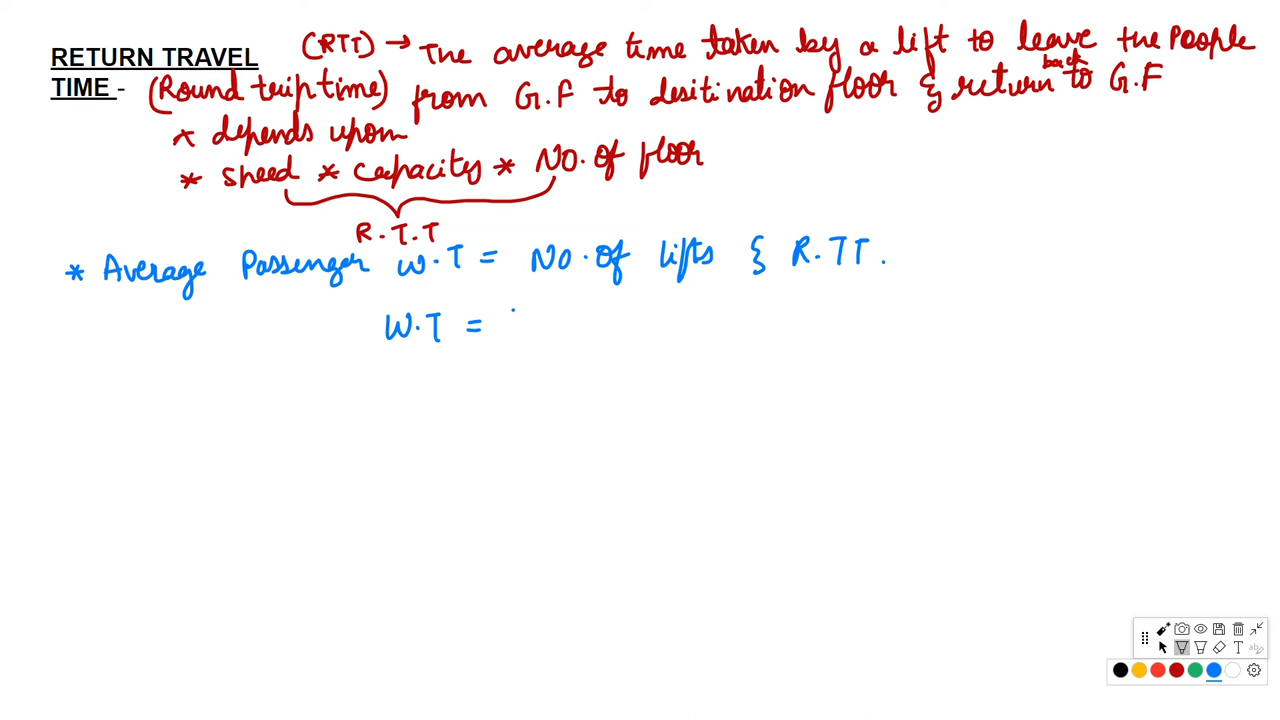 RETURN TRAVEL (RTT) → The average time taken by a lift to leave the People
TIME - (Round trip time) from G.F to desitination floor & return back to G.F
* depends upon
* speed * capacity * No. of floor
R.T.T
* Average Passenger W.T = No. of lifts & R.TT.
W.T =